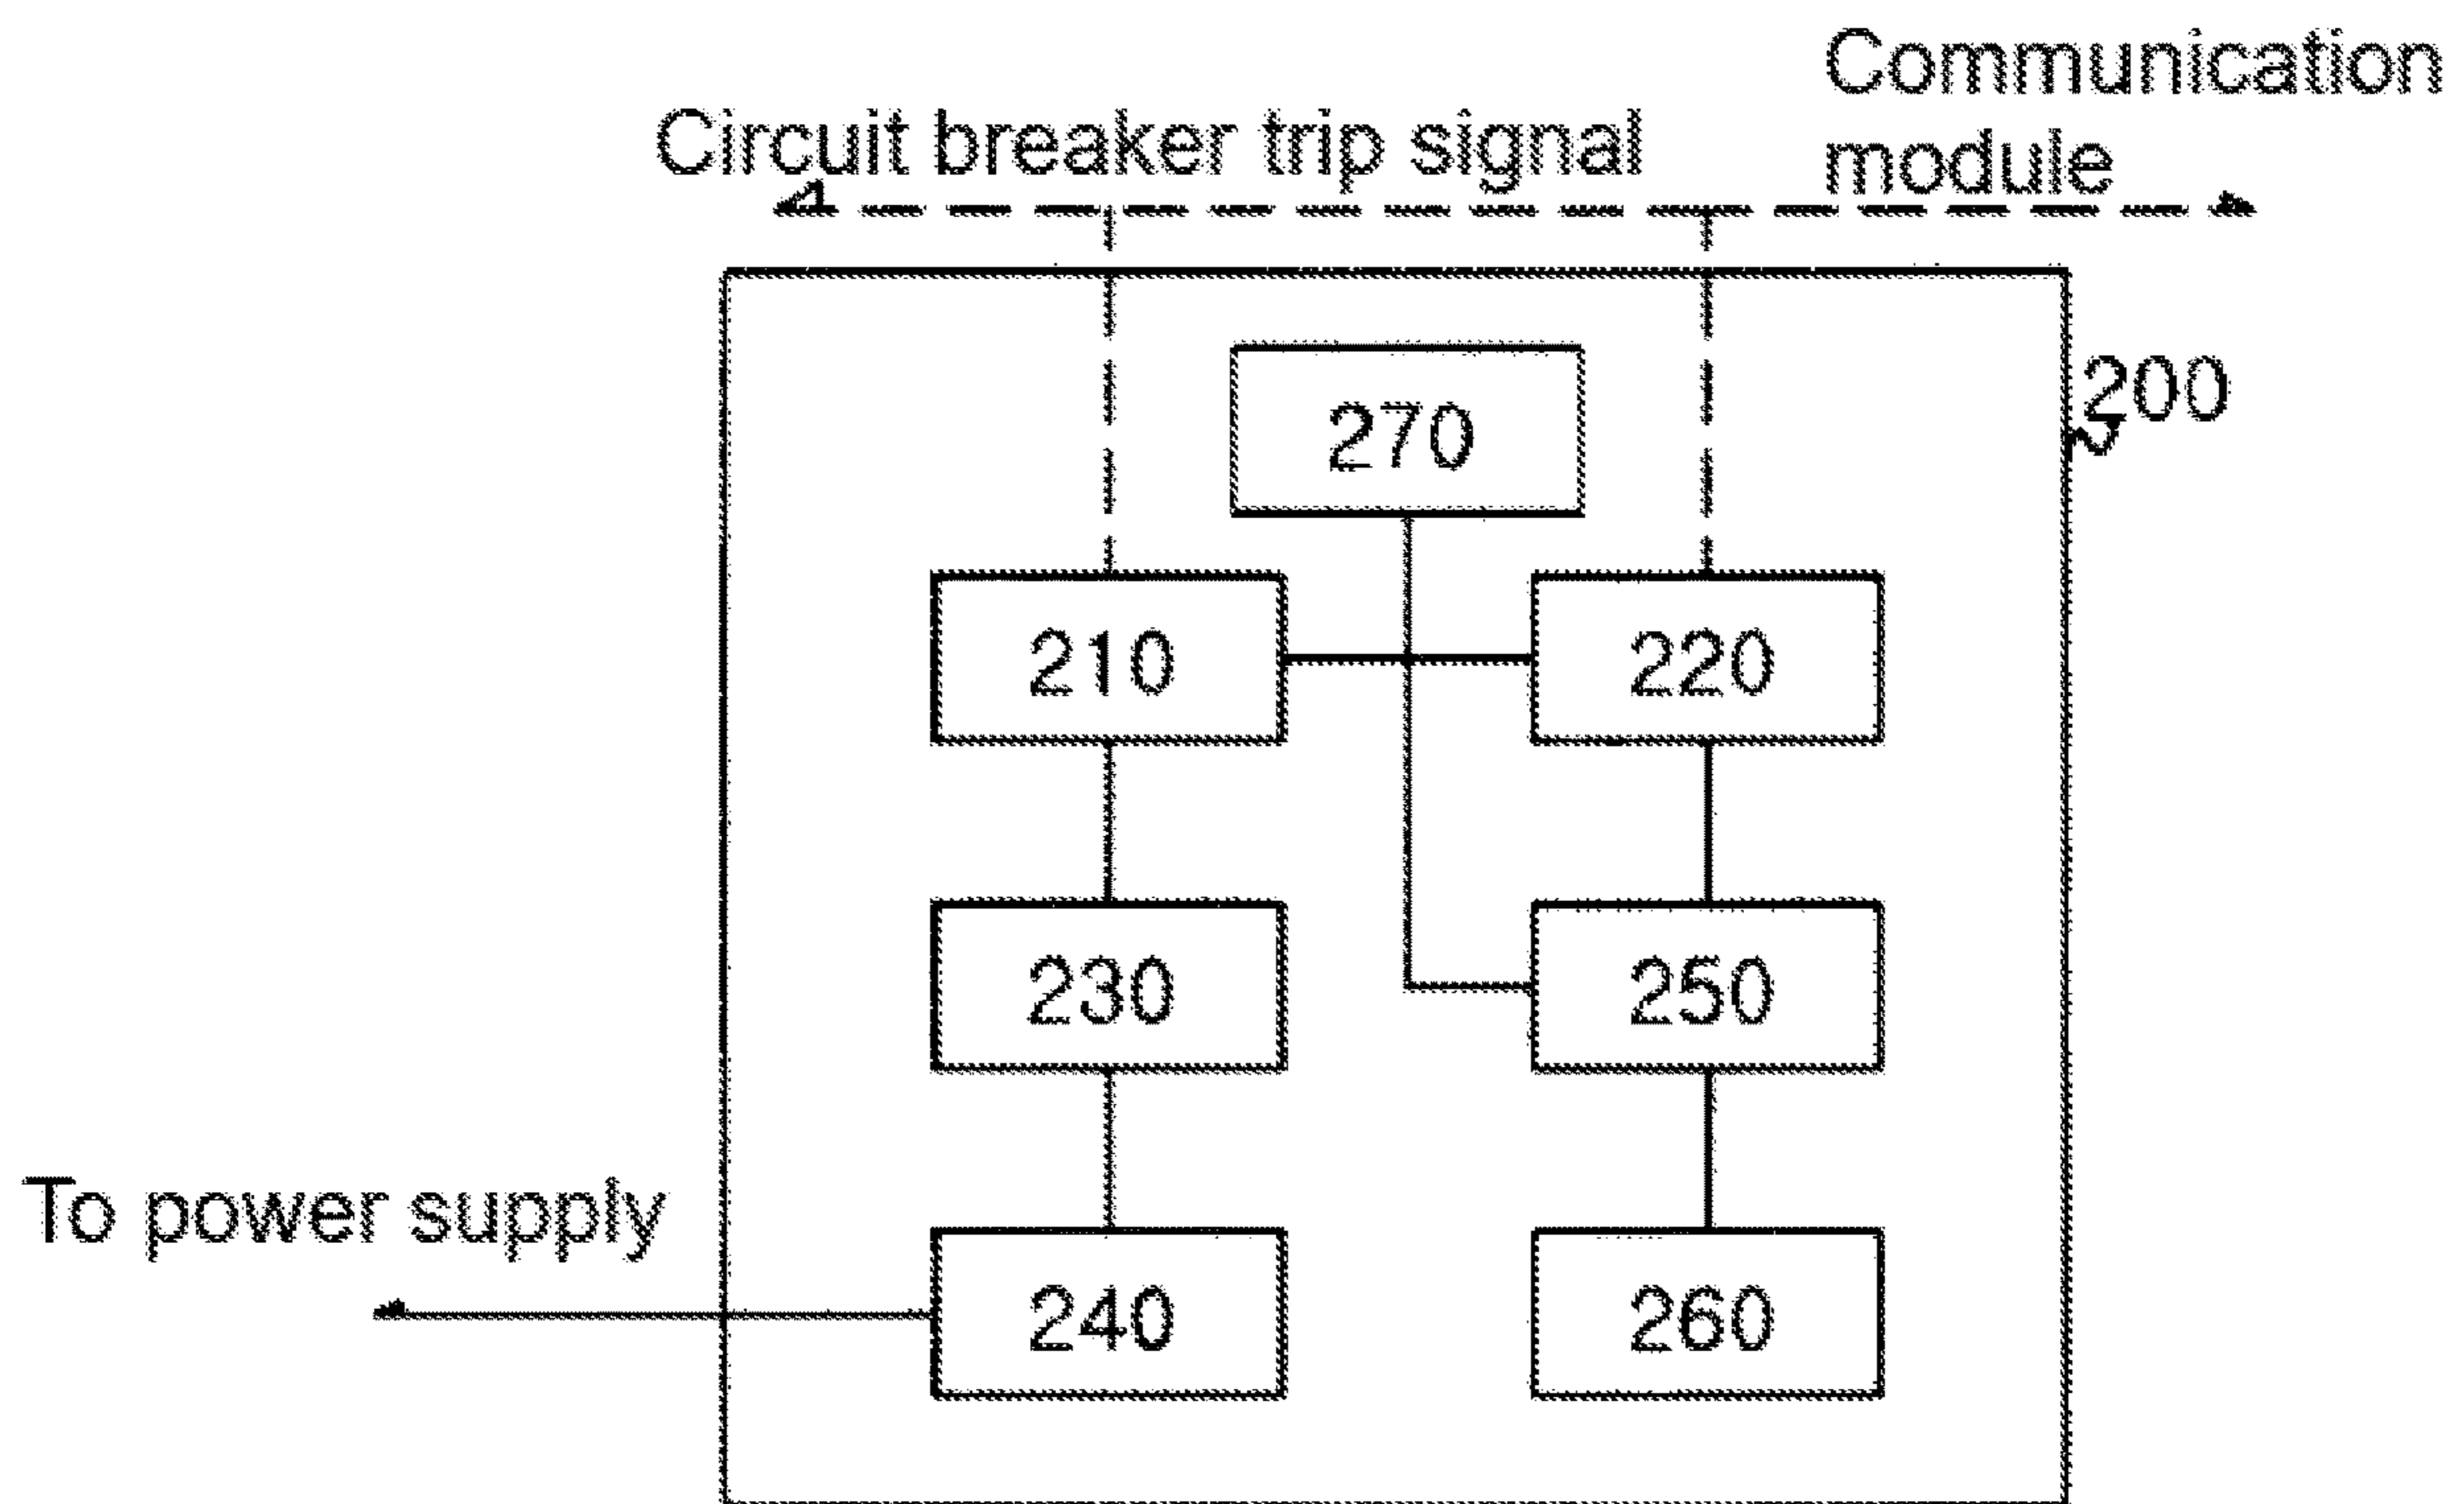 Communication
module
Circuit breaker trip signal
270
200
210
220
230
250
To power supply
240
260